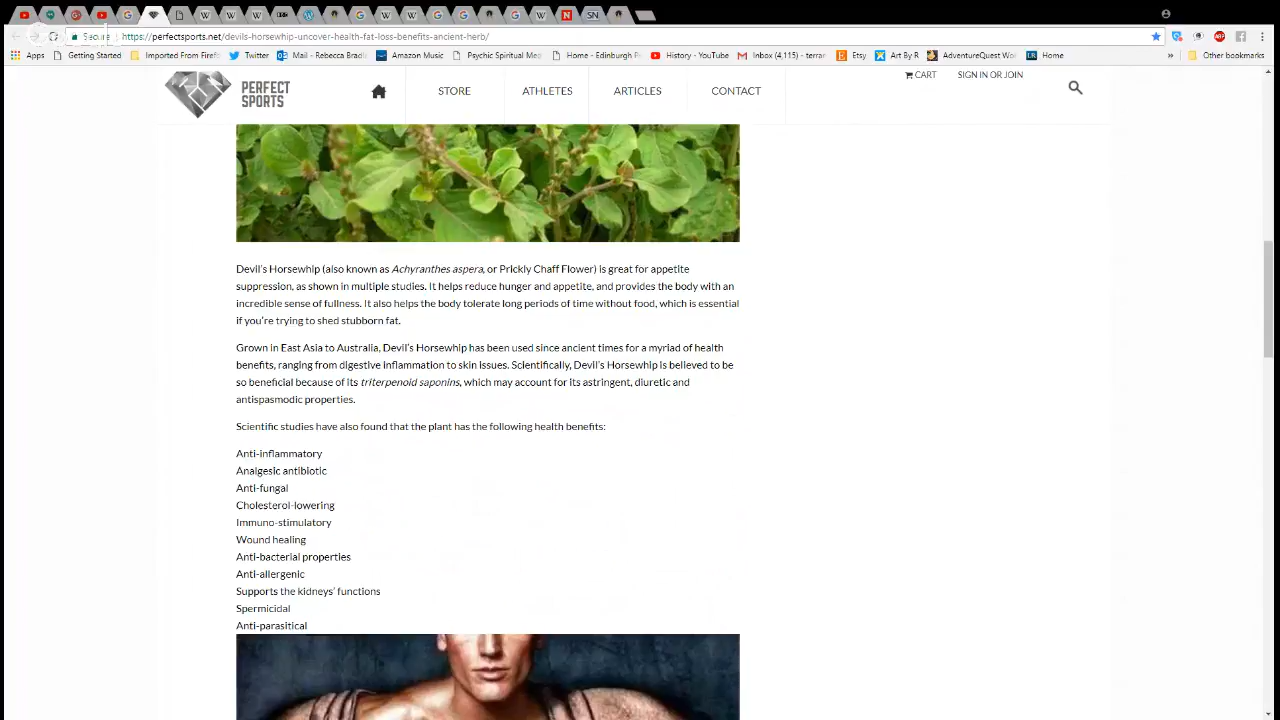 Secure https://perfectsports.net/devils-horsewhip-uncover-health-fat-loss-benefits-ancient-herb/
Apps Getting Started Imported From Firef Twitter Mail - Rebecca Bradle Amazon Music Psychic Spiritual Med Home - Edinburgh P History - YouTube Inbox (4,115) - terran Etsy Art By R AdventureQuest Wor Home » Other bookmarks
PERFECT
SPORTS
STORE ATHLETES ARTICLES CONTACT
CART SIGN IN OR JOIN
Devil's Horsewhip (also known as Achyranthes aspera, or Prickly Chaff Flower) is great for appetite
suppression, as shown in multiple studies. It helps reduce hunger and appetite, and provides the body with an
incredible sense of fullness. It also helps the body tolerate long periods of time without food, which is essential
if you're trying to shed stubborn fat.
Grown in East Asia to Australia, Devil's Horsewhip has been used since ancient times for a myriad of health
benefits, ranging from digestive inflammation to skin issues. Scientifically, Devil's Horsewhip is believed to be
so beneficial because of its triterpenoid saponins, which may account for its astringent, diuretic and
antispasmodic properties.
Scientific studies have also found that the plant has the following health benefits:
Anti-inflammatory
Analgesic antibiotic
Anti-fungal
Cholesterol-lowering
Immuno-stimulatory
Wound healing
Anti-bacterial properties
Anti-allergenic
Supports the kidneys' functions
Spermicidal
Anti-parasitical